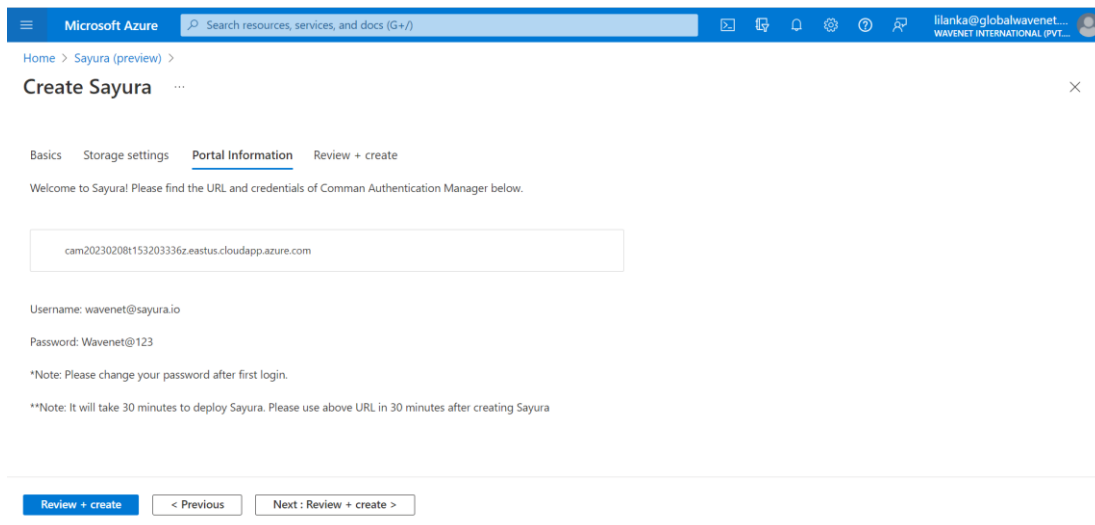 Microsoft Azure
Search resources, services, and docs (G+/)
lilanka@globalwavenet....
WAVENET INTERNATIONAL (PVT....
Home > Sayura (preview) >
Create Sayura ...
Basics Storage settings Portal Information Review + create
Welcome to Sayura! Please find the URL and credentials of Comman Authentication Manager below.
cam20230208t153203336z.eastus.cloudapp.azure.com
Username: wavenet@sayura.io
Password: Wavenet@123
*Note: Please change your password after first login.
**Note: It will take 30 minutes to deploy Sayura. Please use above URL in 30 minutes after creating Sayura
Review + create < Previous Next : Review + create >